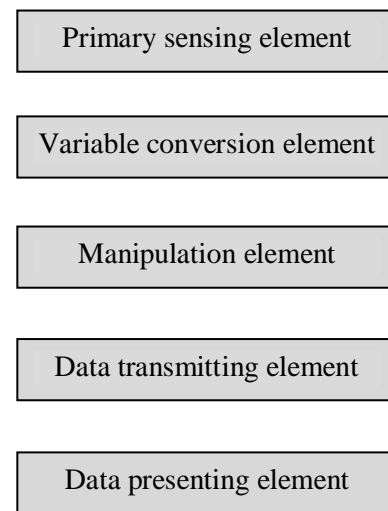 Primary sensing element
Variable conversion element
Manipulation element
Data transmitting element
Data presenting element